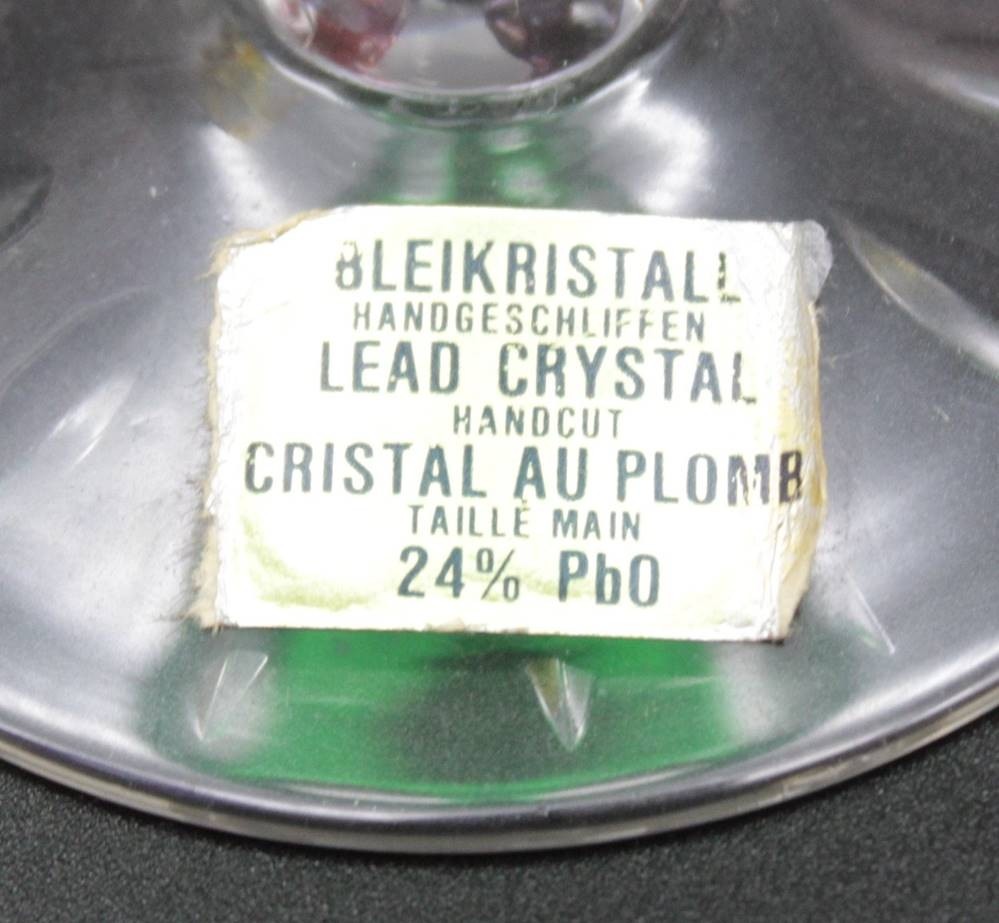 BLEIKRISTALL
HANDGESCHLIFFEN
LEAD CRYSTAL
HANDCUT
CRISTAL AU PLOMB
TAILLÉ MAIN
24% PbO